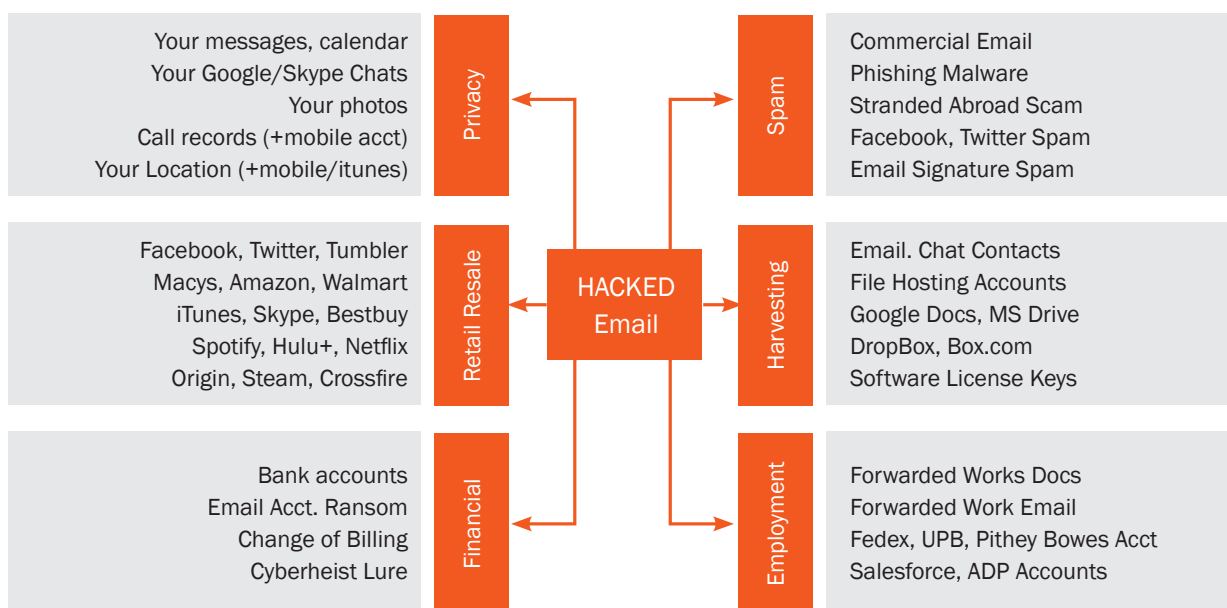 Your messages, calendar
Your Google/Skype Chats
Your photos
Call records (+mobile acct)
Your Location (+mobile/itunes)
Privacy
Spam
Commercial Email
Phishing Malware
Stranded Abroad Scam
Facebook, Twitter Spam
Email Signature Spam
Facebook, Twitter, Tumbler
Macys, Amazon, Walmart
iTunes, Skype, Bestbuy
Spotify, Hulu+, Netflix
Origin, Steam, Crossfire
Retail Resale
HACKED
Email
Harvesting
Email. Chat Contacts
File Hosting Accounts
Google Docs, MS Drive
DropBox, Box.com
Software License Keys
Bank accounts
Email Acct. Ransom
Change of Billing
Cyberheist Lure
Financial
Employment
Forwarded Works Docs
Forwarded Work Email
Fedex, UPB, Pithey Bowes Acct
Salesforce, ADP Accounts